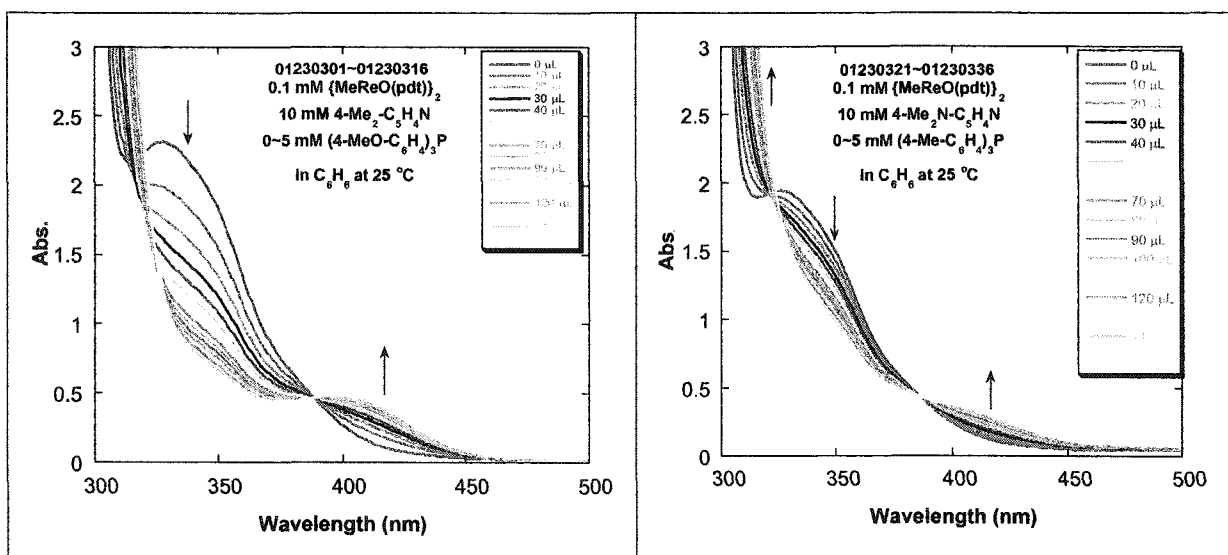 01230301~01230316
0.1 mM {MeReO(pdt)}₂
10 mM 4-Me₂-C₅H₄N
0~5 mM (4-MeO-C₆H₄)₃P
In C₆H₆ at 25 °C
0 µL
30 µL
40 µL
90 µL
Abs.
3
2.5
2
1.5
1
0.5
0
300
350
400
450
500
Wavelength (nm)
01230321~01230336
0.1 mM {MeReO(pdt)}₂
10 mM 4-Me₂N-C₅H₄N
0~5 mM (4-Me-C₆H₄)₃P
In C₆H₆ at 25 °C
0 µL
10 µL
20 µL
30 µL
40 µL
70 µL
90 µL
120 µL
Abs.
3
2.5
2
1.5
1
0.5
0
300
350
400
450
500
Wavelength (nm)